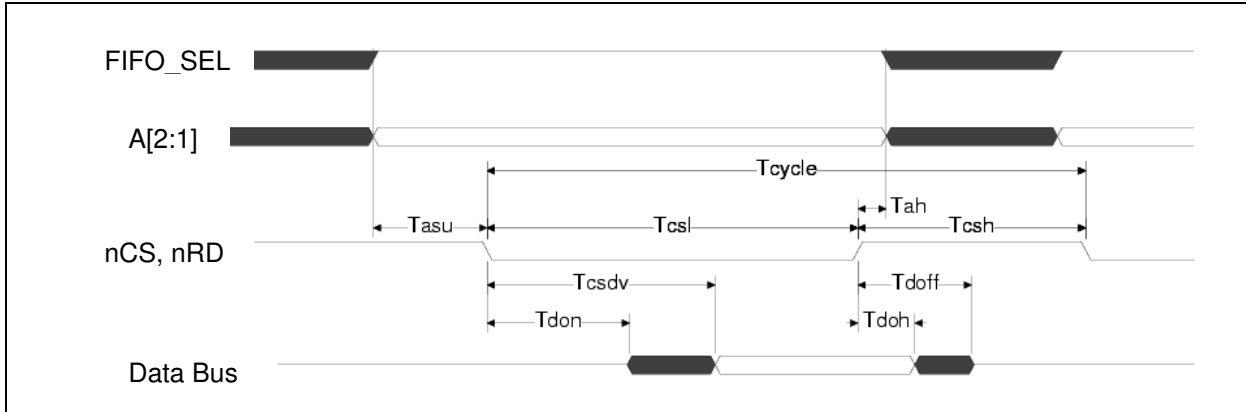 FIFO_SEL
A[2:1]
Tcycle
Tah
Tasu
Tcsl
Tcsh
nCS, nRD
Tcsdv
Tdoff
Tdon
Tdoh
Data Bus